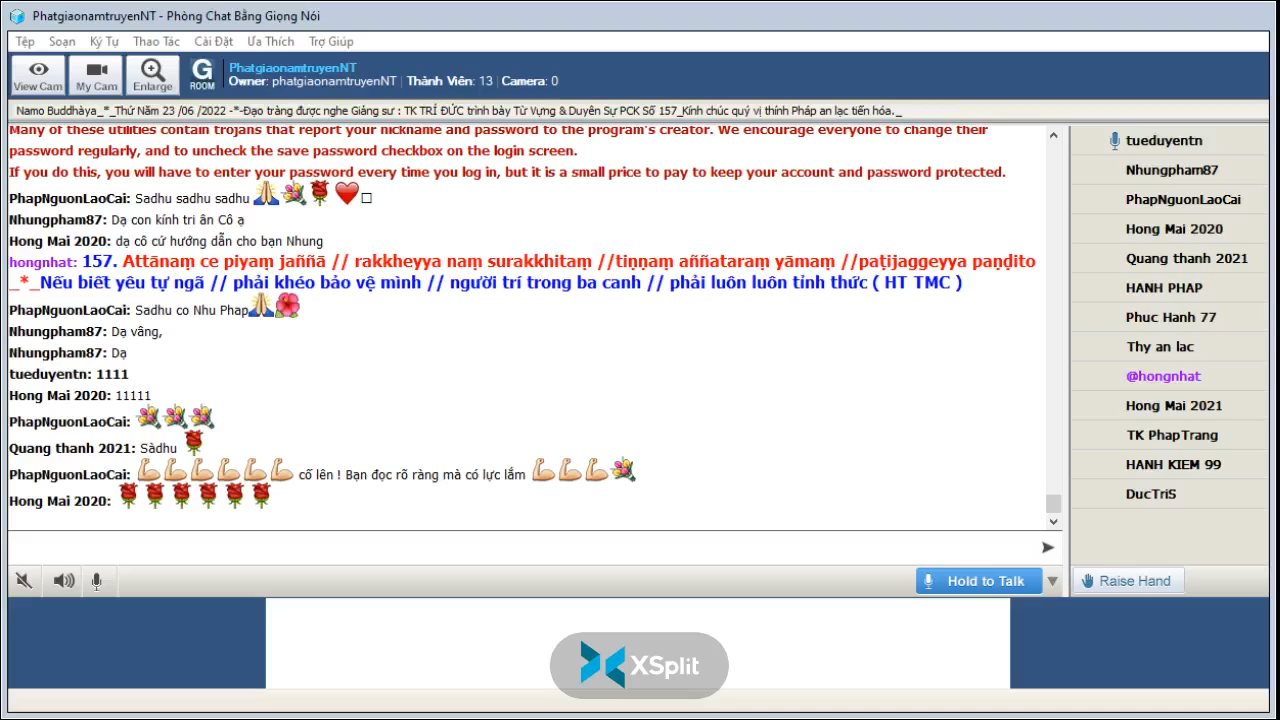 PhatgiaonamtruyenNT - Phòng Chat Bằng Giọng Nói
Tệp Soạn Ký Tự Thao Tác Cài Đặt Ưa Thích Trợ Giúp
View Cam My Cam Enlarge G ROOM
PhatgiaonamtruyenNT
Owner: phatgiaonamtruyenNT | Thành Viên: 13 | Camera: 0
Namo Buddhàya_*_Thứ Năm 23 /06 /2022 -*-Đạo tràng được nghe Giảng sư : TK TRÍ ĐỨC trình bày Từ Vựng & Duyên Sự PCK Số 157_Kính chúc quý vị thính Pháp an lạc tiến hóa._
Many of these utilities contain trojans that report your nickname and password to the program's creator. We encourage everyone to change their
password regularly, and to uncheck the save password checkbox on the login screen.
If you do this, you will have to enter your password every time you log in, but it is a small price to pay to keep your account and password protected.
PhapNguonLaoCai: Sadhu sadhu sadhu 🙏💐🌹❤️□
Nhungpham87: Dạ con kính tri ân Cô ạ
Hong Mai 2020: dạ cô cứ hướng dẫn cho bạn Nhung
hongnhat: 157. Attānaṃ ce piyaṃ jaññā // rakkheyya naṃ surakkhitaṃ //tiṇṇaṃ aññataraṃ yāmaṃ //paṭijaggeyya paṇḍito
_*_Nếu biết yêu tự ngã // phải khéo bảo vệ mình // người trí trong ba canh // phải luôn luôn tỉnh thức ( HT TMC )
PhapNguonLaoCai: Sadhu co Nhu Phap🙏🌺
Nhungpham87: Dạ vâng,
Nhungpham87: Dạ
tueduyentn: 1111
Hong Mai 2020: 11111
PhapNguonLaoCai: 💐💐💐
Quang thanh 2021: Sàdhu 🌹
PhapNguonLaoCai: 💪💪💪💪💪💪 cố lên ! Bạn đọc rõ ràng mà có lực lắm 💪💪💪💐
Hong Mai 2020: 🌹🌹🌹🌹🌹🌹
Hold to Talk
tueduyentn
Nhungpham87
PhapNguonLaoCai
Hong Mai 2020
Quang thanh 2021
HANH PHAP
Phuc Hanh 77
Thy an lac
@hongnhat
Hong Mai 2021
TK PhapTrang
HANH KIEM 99
DucTriS
Raise Hand
XSplit